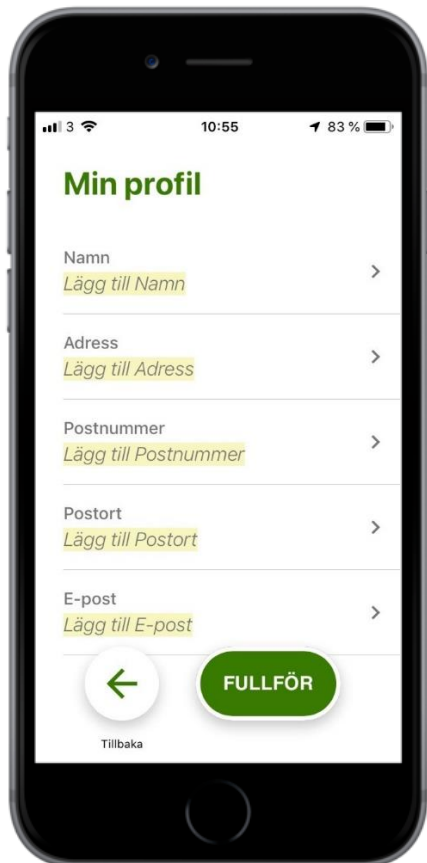 3 10:55 83 %
Min profil
Namn
Lägg till Namn
Adress
Lägg till Adress
Postnummer
Lägg till Postnummer
Postort
Lägg till Postort
E-post
Lägg till E-post
FULLFÖR
Tillbaka